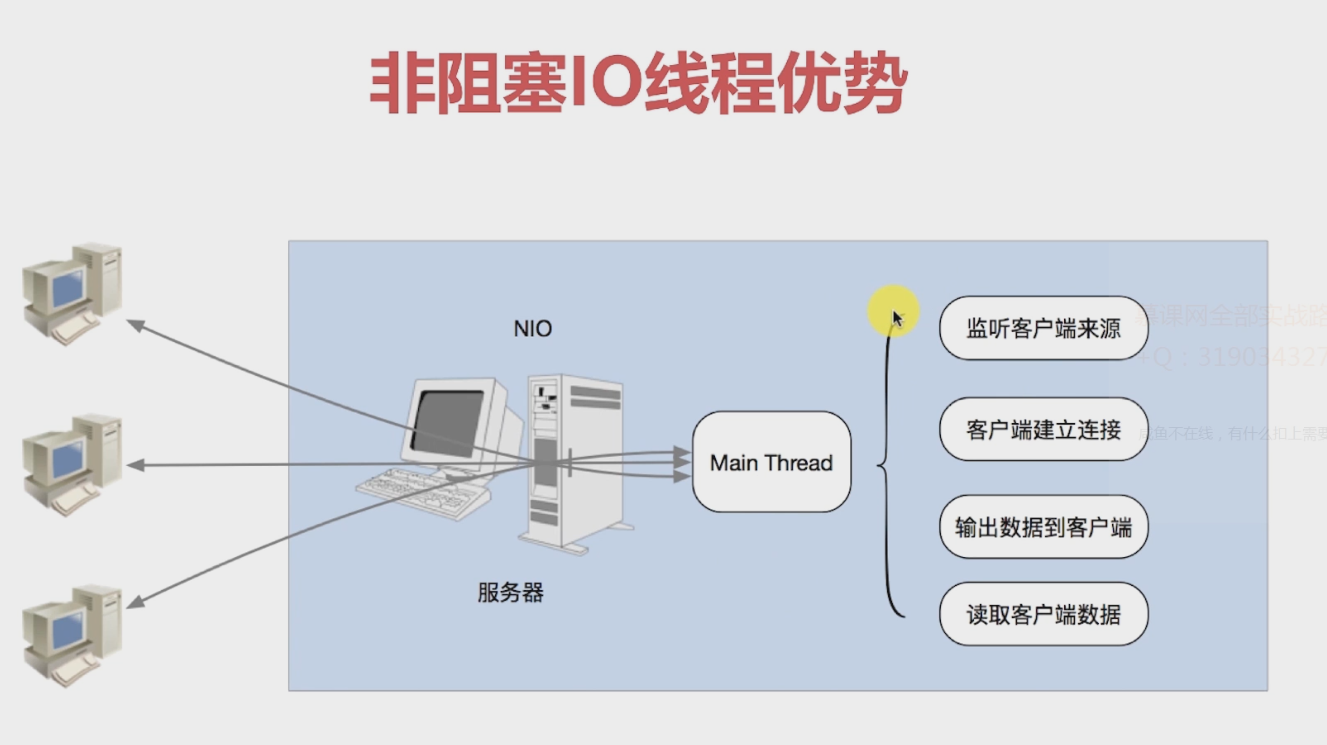 非阻塞IO线程优势
NIO
服务器
Main Thread
监听客户端来源
客户端建立连接
输出数据到客户端
读取客户端数据
慕课网全部实战路
+Q：319034327
咸鱼不在线，有什么扣上需要